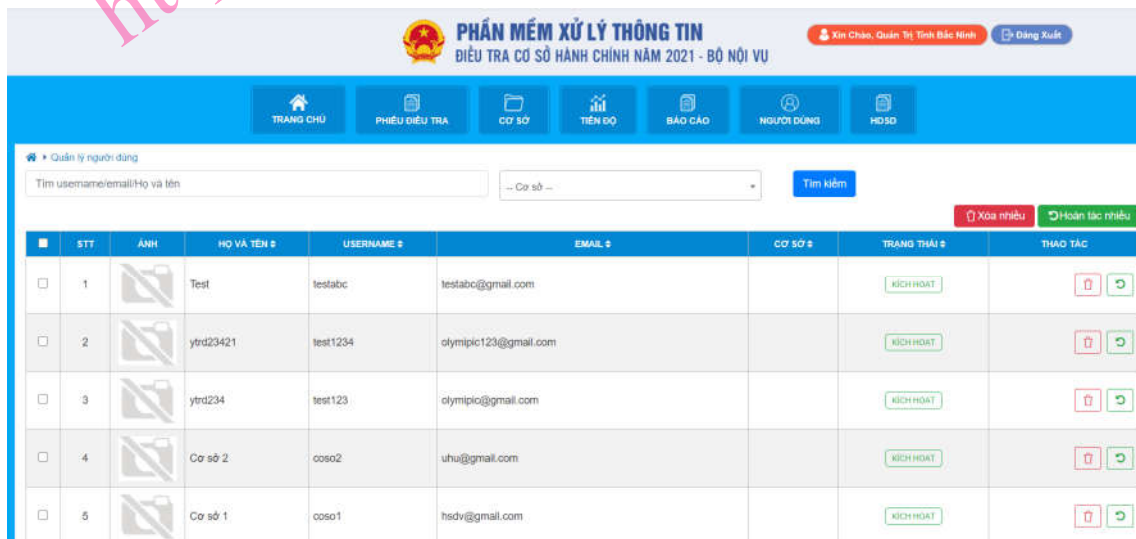 PHẦN MỀM XỬ LÝ THÔNG TIN
ĐIỀU TRA CƠ SỞ HÀNH CHÍNH NĂM 2021 - BỘ NỘI VỤ
Xin Chào, Quản Trị Tỉnh Bắc Ninh
Đăng Xuất
TRANG CHỦ PHIẾU ĐIỀU TRA CƠ SỞ TIẾN ĐỘ BÁO CÁO NGƯỜI DÙNG HDSD
Quản lý người dùng
Tìm username/email/Họ và tên -- Cơ sở -- Tìm kiếm
Xóa nhiều Hoàn tác nhiều
STT ẢNH HỌ VÀ TÊN USERNAME EMAIL CƠ SỞ TRẠNG THÁI THAO TÁC
1 Test testabc testabc@gmail.com KÍCH HOẠT
2 ytrd23421 test1234 olymipic123@gmail.com KÍCH HOẠT
3 ytrd234 test123 olymipic@gmail.com KÍCH HOẠT
4 Cơ sở 2 coso2 uhu@gmail.com KÍCH HOẠT
5 Cơ sở 1 coso1 hsdv@gmail.com KÍCH HOẠT